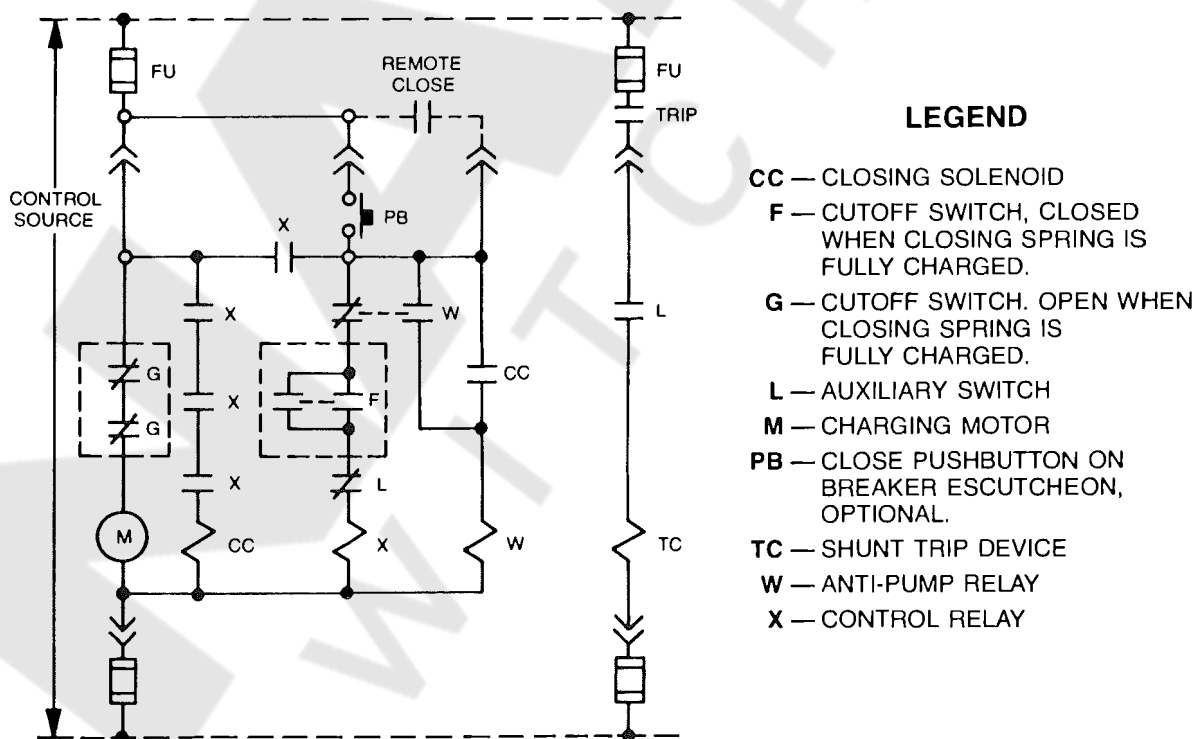 FU
REMOTE
CLOSE
FU
TRIP
CONTROL
SOURCE
PB
X
X
W
L
G
CC
X
F
G
X
L
M
CC
X
W
TC
LEGEND
CC — CLOSING SOLENOID
F — CUTOFF SWITCH, CLOSED
WHEN CLOSING SPRING IS
FULLY CHARGED.
G — CUTOFF SWITCH. OPEN WHEN
CLOSING SPRING IS
FULLY CHARGED.
L — AUXILIARY SWITCH
M — CHARGING MOTOR
PB — CLOSE PUSHBUTTON ON
BREAKER ESCUTCHEON,
OPTIONAL.
TC — SHUNT TRIP DEVICE
W — ANTI-PUMP RELAY
X — CONTROL RELAY